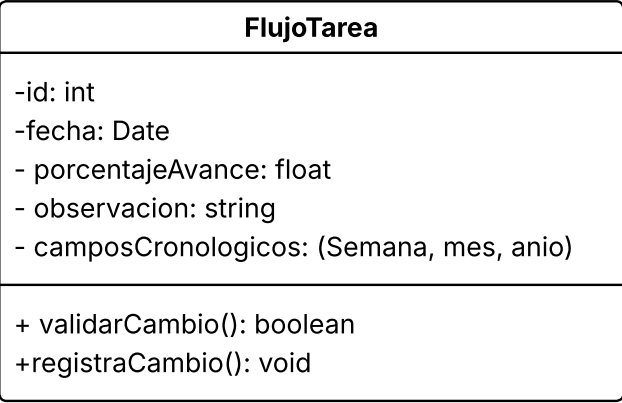 FlujoTarea
-id: int
-fecha: Date
- porcentajeAvance: float
- observacion: string
- camposCronologicos: (Semana, mes, anio)
+ validarCambio(): boolean
+registraCambio(): void